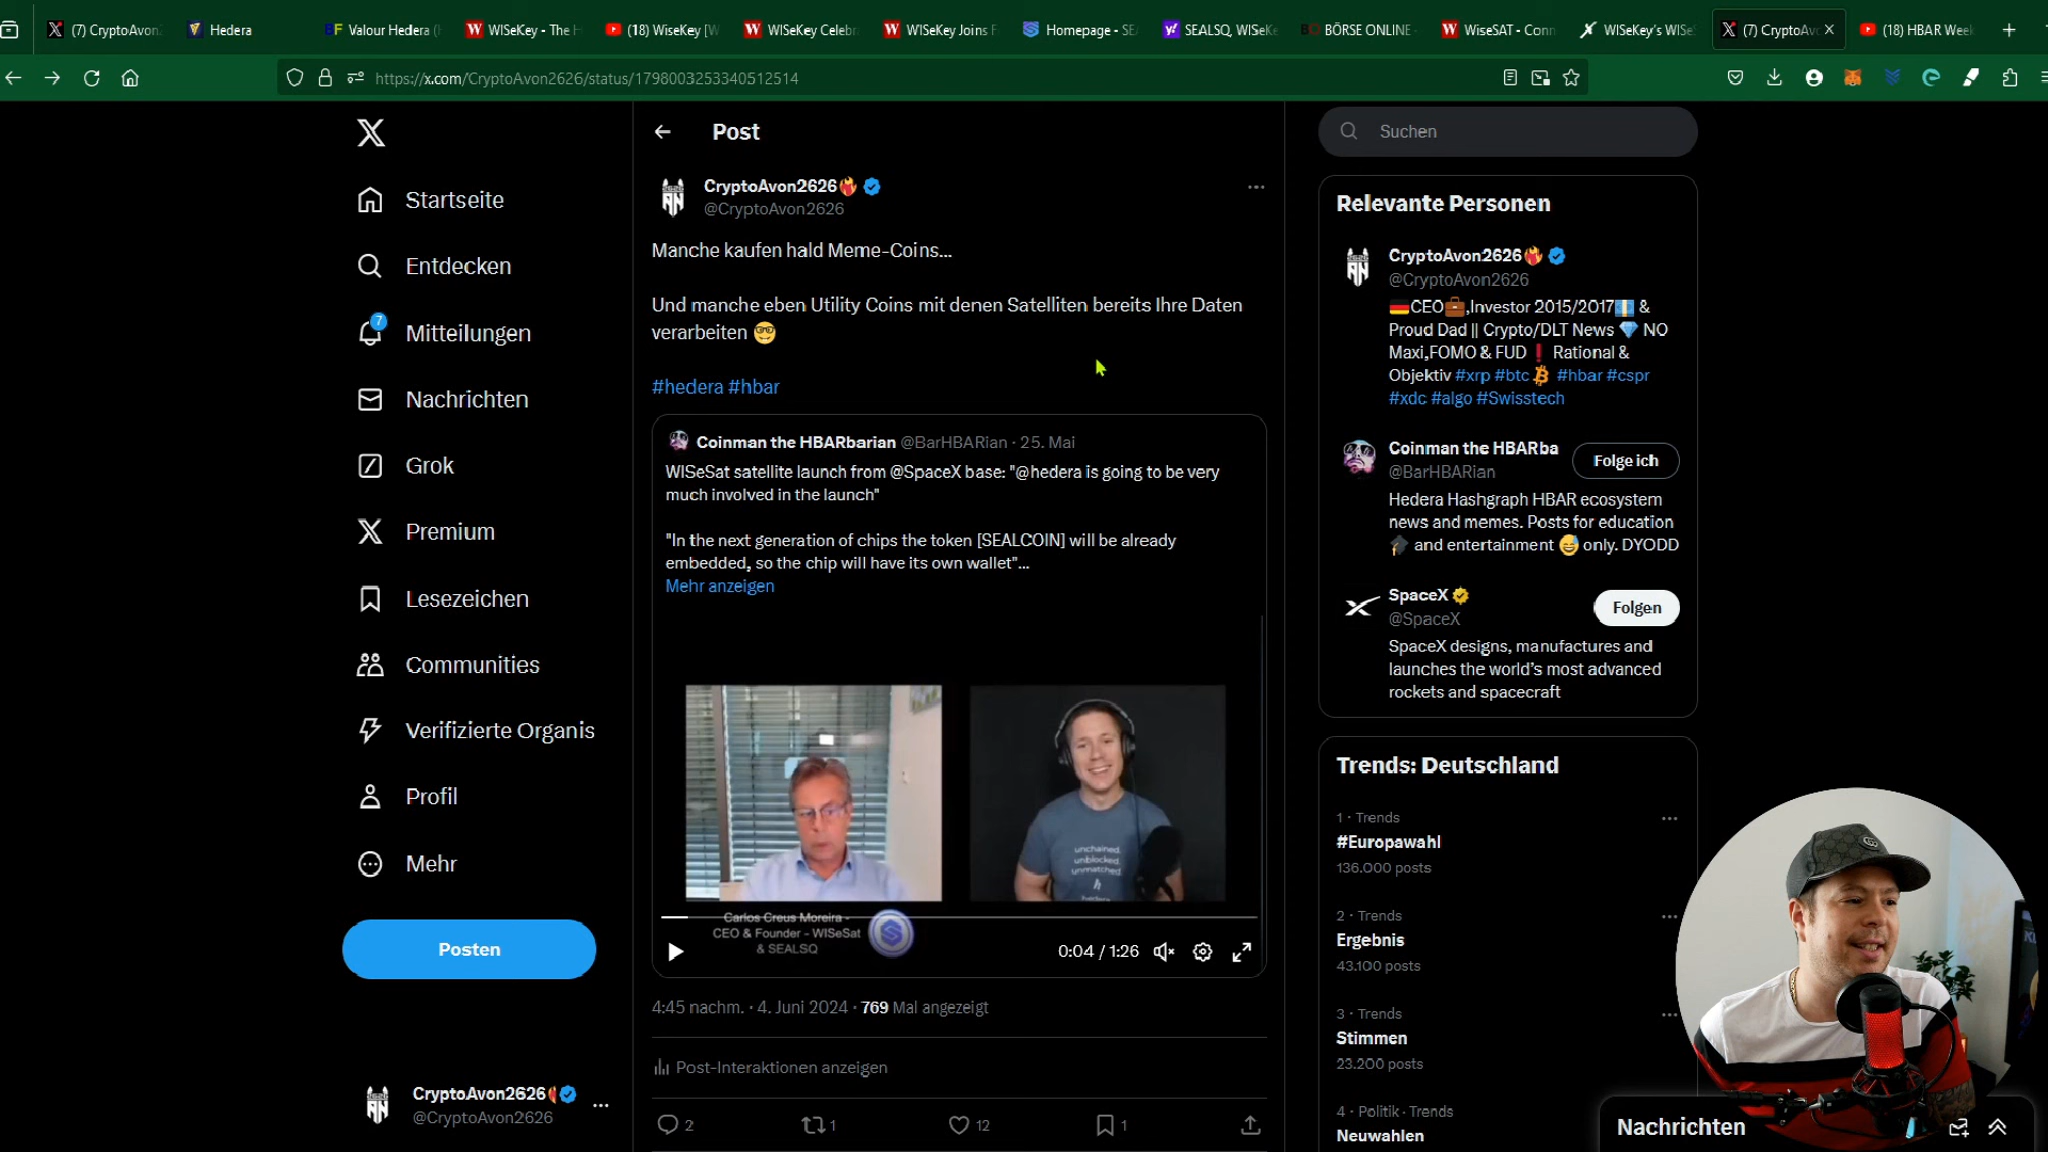 (7) CryptoAvon
Hedera
Valour Hedera (
WISeKey - The H
(18) WiseKey [W
WISeKey Celebr
WISeKey Joins F
Homepage - SE
SEALSQ, WISeKe
BÖRSE ONLINE
WiseSAT - Conn
WISeKey's WISe
(7) CryptoAvo
(18) HBAR Week
https://x.com/CryptoAvon2626/status/1798003253340512514
Startseite
Entdecken
7
Mitteilungen
Nachrichten
Grok
Premium
Lesezeichen
Communities
Verifizierte Organis
Profil
Mehr
Posten
CryptoAvon2626
@CryptoAvon2626
Post
CryptoAvon2626
@CryptoAvon2626
Manche kaufen hald Meme-Coins...
Und manche eben Utility Coins mit denen Satelliten bereits Ihre Daten
verarbeiten
#hedera #hbar
Coinman the HBARbarian @BarHBARian · 25. Mai
WISeSat satellite launch from @SpaceX base: "@hedera is going to be very
much involved in the launch"
"In the next generation of chips the token [SEALCOIN] will be already
embedded, so the chip will have its own wallet"...
Mehr anzeigen
unchained.
unblocked.
unmatched.
Carlos Creus Moreira -
CEO & Founder - WISeSat
& SEALSQ
0:04 / 1:26
4:45 nachm. · 4. Juni 2024 · 769 Mal angezeigt
Post-Interaktionen anzeigen
2
1
12
1
Suchen
Relevante Personen
CryptoAvon2626
@CryptoAvon2626
CEO,Investor 2015/2017 &
Proud Dad || Crypto/DLT News NO
Maxi,FOMO & FUD Rational &
Objektiv #xrp #btc #hbar #cspr
#xdc #algo #Swisstech
Coinman the HBARba
Folge ich
@BarHBARian
Hedera Hashgraph HBAR ecosystem
news and memes. Posts for education
and entertainment only. DYODD
SpaceX
Folgen
@SpaceX
SpaceX designs, manufactures and
launches the world's most advanced
rockets and spacecraft
Trends: Deutschland
1 · Trends
#Europawahl
136.000 posts
2 · Trends
Ergebnis
43.100 posts
3 · Trends
Stimmen
23.200 posts
4 · Politik · Trends
Neuwahlen
Nachrichten